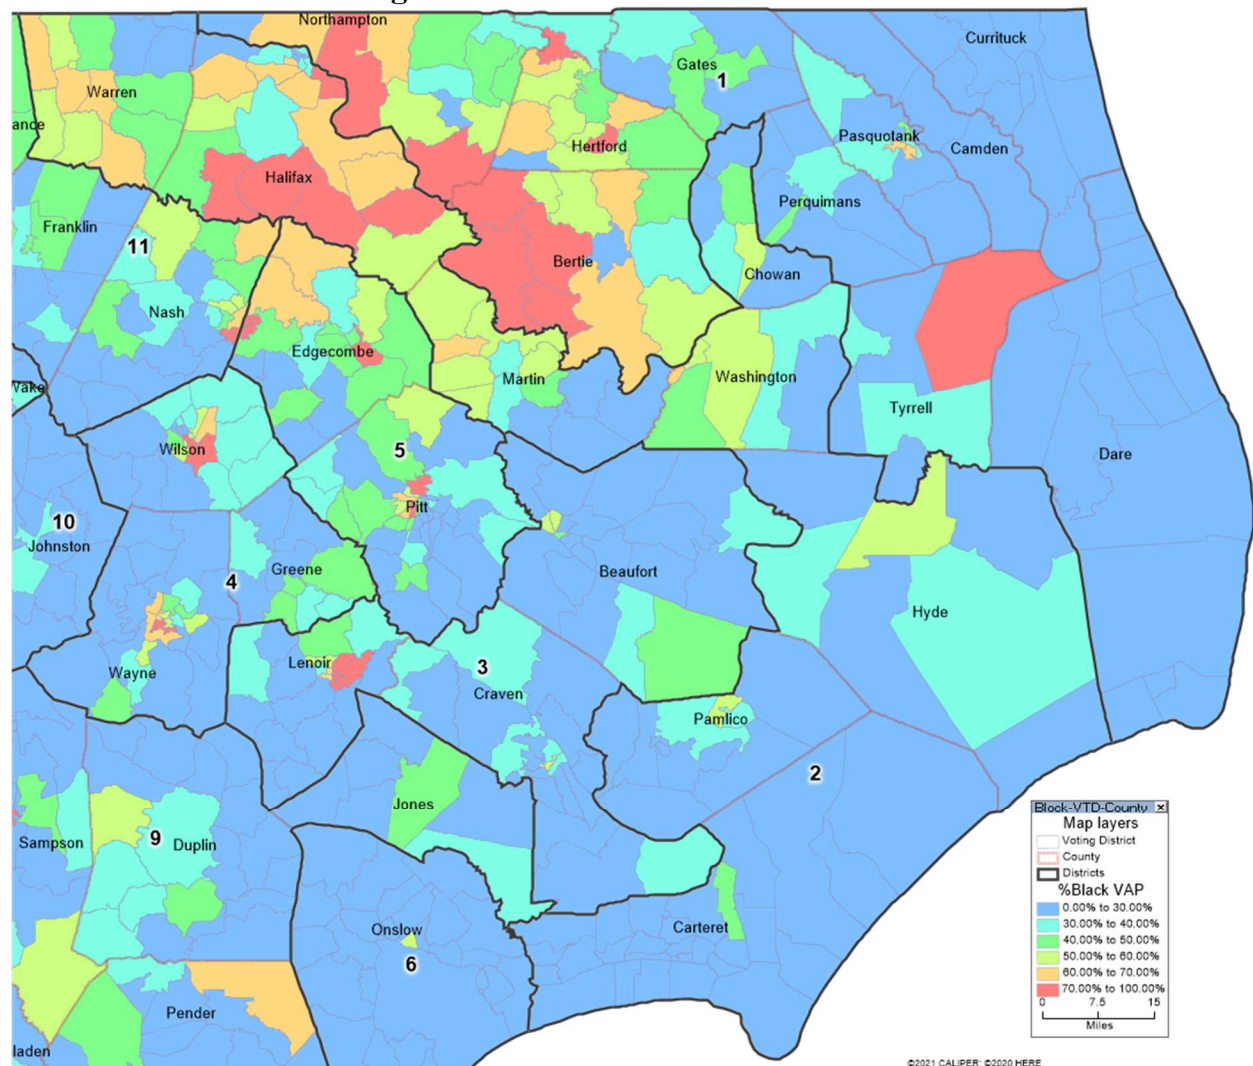 Northampton
Currituck
Gates
1
Warren
ance
Pasquotank
Camden
Hertford
Halifax
Perquimans
Franklin
11
Bertie
Chowan
Nash
Edgecombe
Martin
Washington
Wake
Tyrrell
Wilson
5
Dare
Pitt
10
Johnston
Greene
Beaufort
4
Hyde
Wayne
Lenoir
3
Craven
Pamlico
2
Jones
Sampson
9
Duplin
Onslow
Carteret
6
Pender
laden
Block-VTD-County
Map layers
Voting District
County
Districts
%Black VAP
0.00% to 30.00%
30.00% to 40.00%
40.00% to 50.00%
50.00% to 60.00%
60.00% to 70.00%
70.00% to 100.00%
0 7.5 15
Miles
©2021 CALIPER; ©2020 HERE